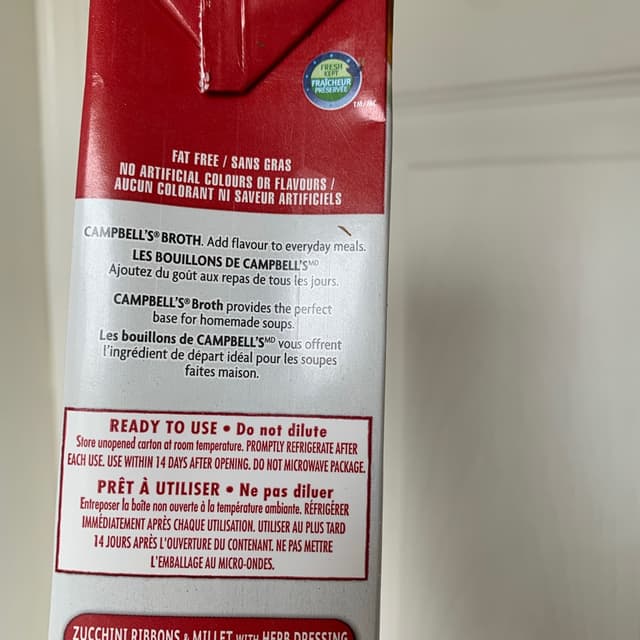 FRESH
KEPT
FRAÎCHEUR
PRÉSERVÉE
TM/MC
FAT FREE / SANS GRAS
NO ARTIFICIAL COLOURS OR FLAVOURS /
AUCUN COLORANT NI SAVEUR ARTIFICIELS
CAMPBELL'S® BROTH. Add flavour to everyday meals.
LES BOUILLONS DE CAMPBELL'S MD
Ajoutez du goût aux repas de tous les jours.
CAMPBELL'S® Broth provides the perfect
base for homemade soups.
Les bouillons de CAMPBELL'S MD vous offrent
l'ingrédient de départ idéal pour les soupes
faites maison.
READY TO USE • Do not dilute
Store unopened carton at room temperature. PROMPTLY REFRIGERATE AFTER
EACH USE. USE WITHIN 14 DAYS AFTER OPENING. DO NOT MICROWAVE PACKAGE.
PRÊT À UTILISER • Ne pas diluer
Entreposer la boîte non ouverte à la température ambiante. RÉFRIGÉRER
IMMÉDIATEMENT APRÈS CHAQUE UTILISATION. UTILISER AU PLUS TARD
14 JOURS APRÈS L'OUVERTURE DU CONTENANT. NE PAS METTRE
L'EMBALLAGE AU MICRO-ONDES.
ZUCCHINI RIBBONS & MILLET WITH HERB DRESSING